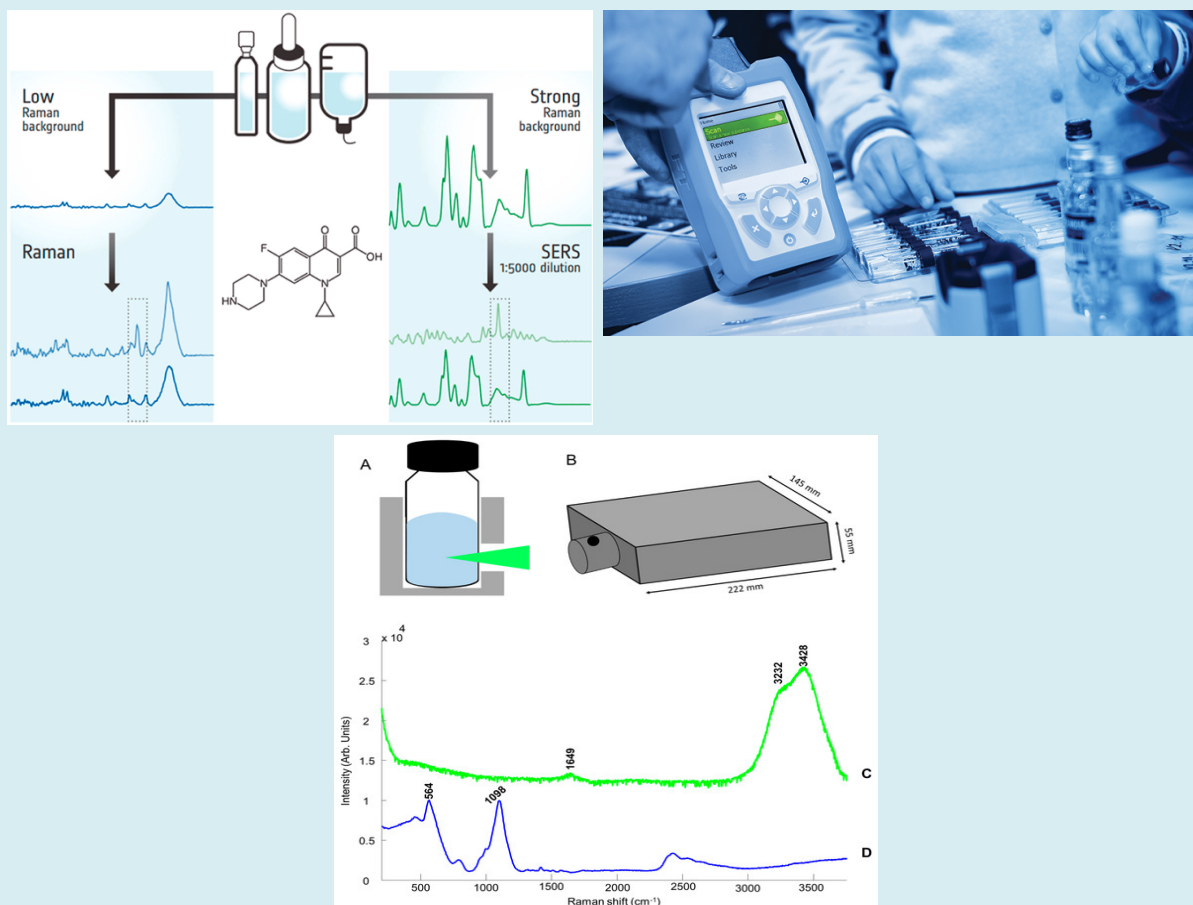 Low
Raman
background
Strong
Raman
background
Raman
SERS
1:5000 dilution
F
O
O
OH
N
N
HN
Home
Scan
Review
Library
Tools
A
B
145 mm
55 mm
222 mm
x 10 4
3
2.5
2
1.5
1
0.5
0
Intensity (Arb. Units)
3232
3428
1649
C
564
1098
D
500
1000
1500
2000
2500
3000
3500
Raman shift (cm-1)